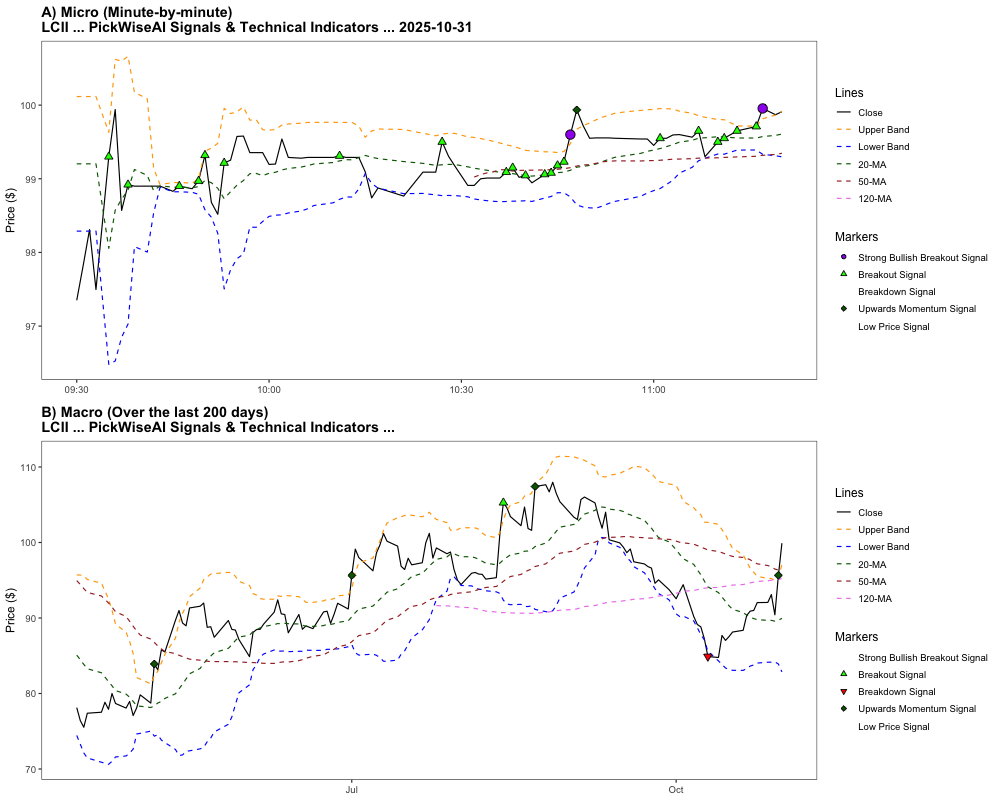 A) Micro (Minute-by-minute)
LCII ... PickWiseAI Signals & Technical Indicators ... 2025-10-31
Price ($)
100
99
98
97
09:30
10:00
10:30
11:00
Lines
Close
Upper Band
Lower Band
20-MA
50-MA
120-MA
Markers
Strong Bullish Breakout Signal
Breakout Signal
Breakdown Signal
Upwards Momentum Signal
Low Price Signal
B) Macro (Over the last 200 days)
LCII ... PickWiseAI Signals & Technical Indicators ...
Price ($)
110
100
90
80
70
Jul
Oct
Lines
Close
Upper Band
Lower Band
20-MA
50-MA
120-MA
Markers
Strong Bullish Breakout Signal
Breakout Signal
Breakdown Signal
Upwards Momentum Signal
Low Price Signal